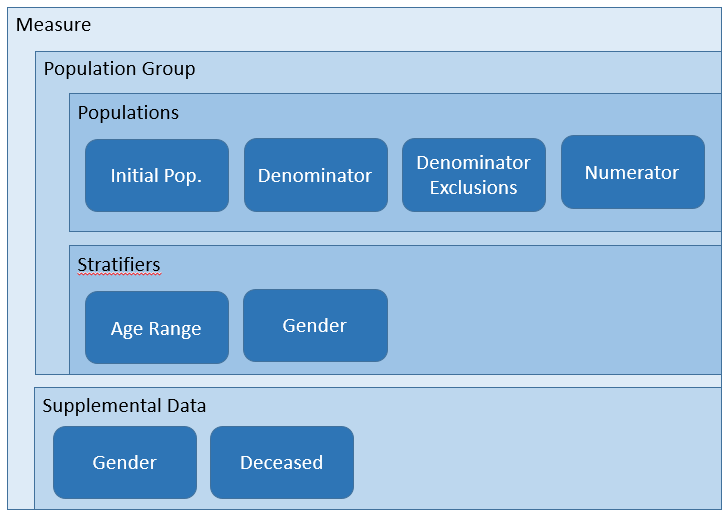 Measure
Population Group
Populations
Initial Pop.
Denominator
Denominator
Exclusions
Numerator
Stratifiers
Age Range
Gender
Supplemental Data
Gender
Deceased